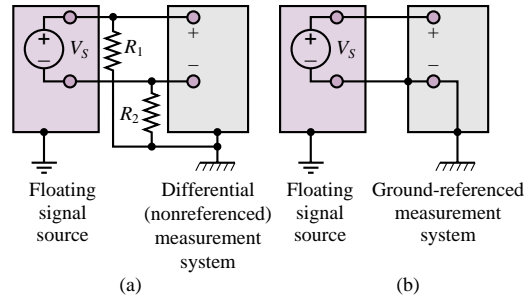 +
−
V_S
R_1
R_2
+
−
Floating
signal
source
Differential
(nonreferenced)
measurement
system
(a)
+
−
V_S
+
−
Floating
signal
source
Ground-referenced
measurement
system
(b)